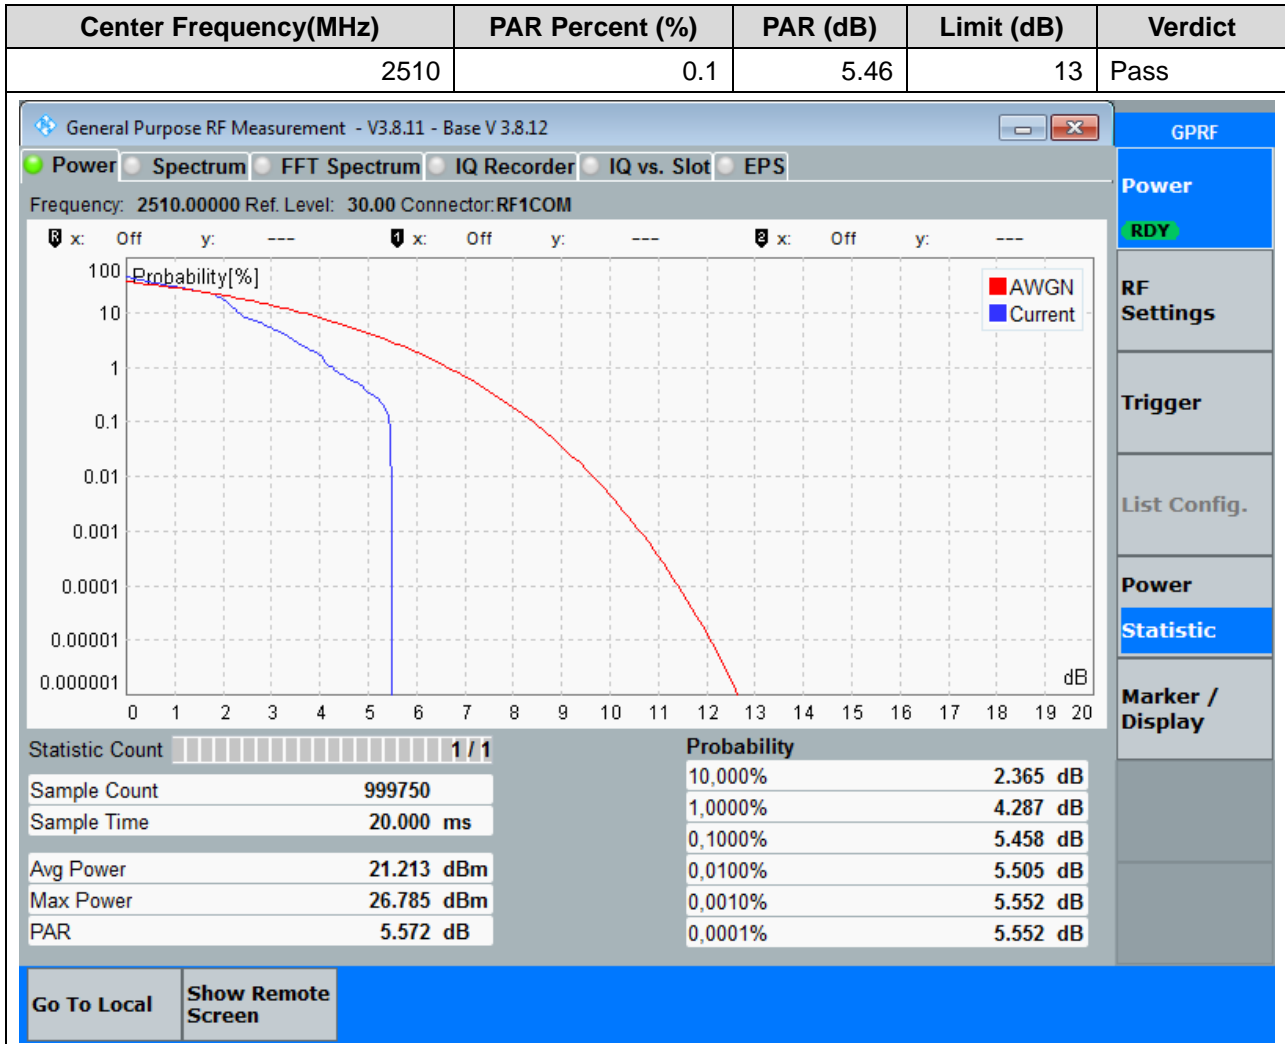 Center Frequency(MHz) PAR Percent (%) PAR (dB) Limit (dB) Verdict
2510 0.1 5.46 13 Pass
General Purpose RF Measurement - V3.8.11 - Base V 3.8.12
GPRF
Power Spectrum FFT Spectrum IQ Recorder IQ vs. Slot EPS
Frequency: 2510.00000 Ref. Level: 30.00 Connector:RF1COM
R x: Off y: --- 1 x: Off y: --- 2 x: Off y: ---
Probability[%]
100
10
1
0.1
0.01
0.001
0.0001
0.00001
0.000001
AWGN
Current
dB
0 1 2 3 4 5 6 7 8 9 10 11 12 13 14 15 16 17 18 19 20
Statistic Count 1 / 1
Sample Count 999750
Sample Time 20.000 ms
Avg Power 21.213 dBm
Max Power 26.785 dBm
PAR 5.572 dB
Probability
10,000% 2.365 dB
1,0000% 4.287 dB
0,1000% 5.458 dB
0,0100% 5.505 dB
0,0010% 5.552 dB
0,0001% 5.552 dB
Power
RDY
RF
Settings
Trigger
List Config.
Power
Statistic
Marker /
Display
Go To Local
Show Remote
Screen